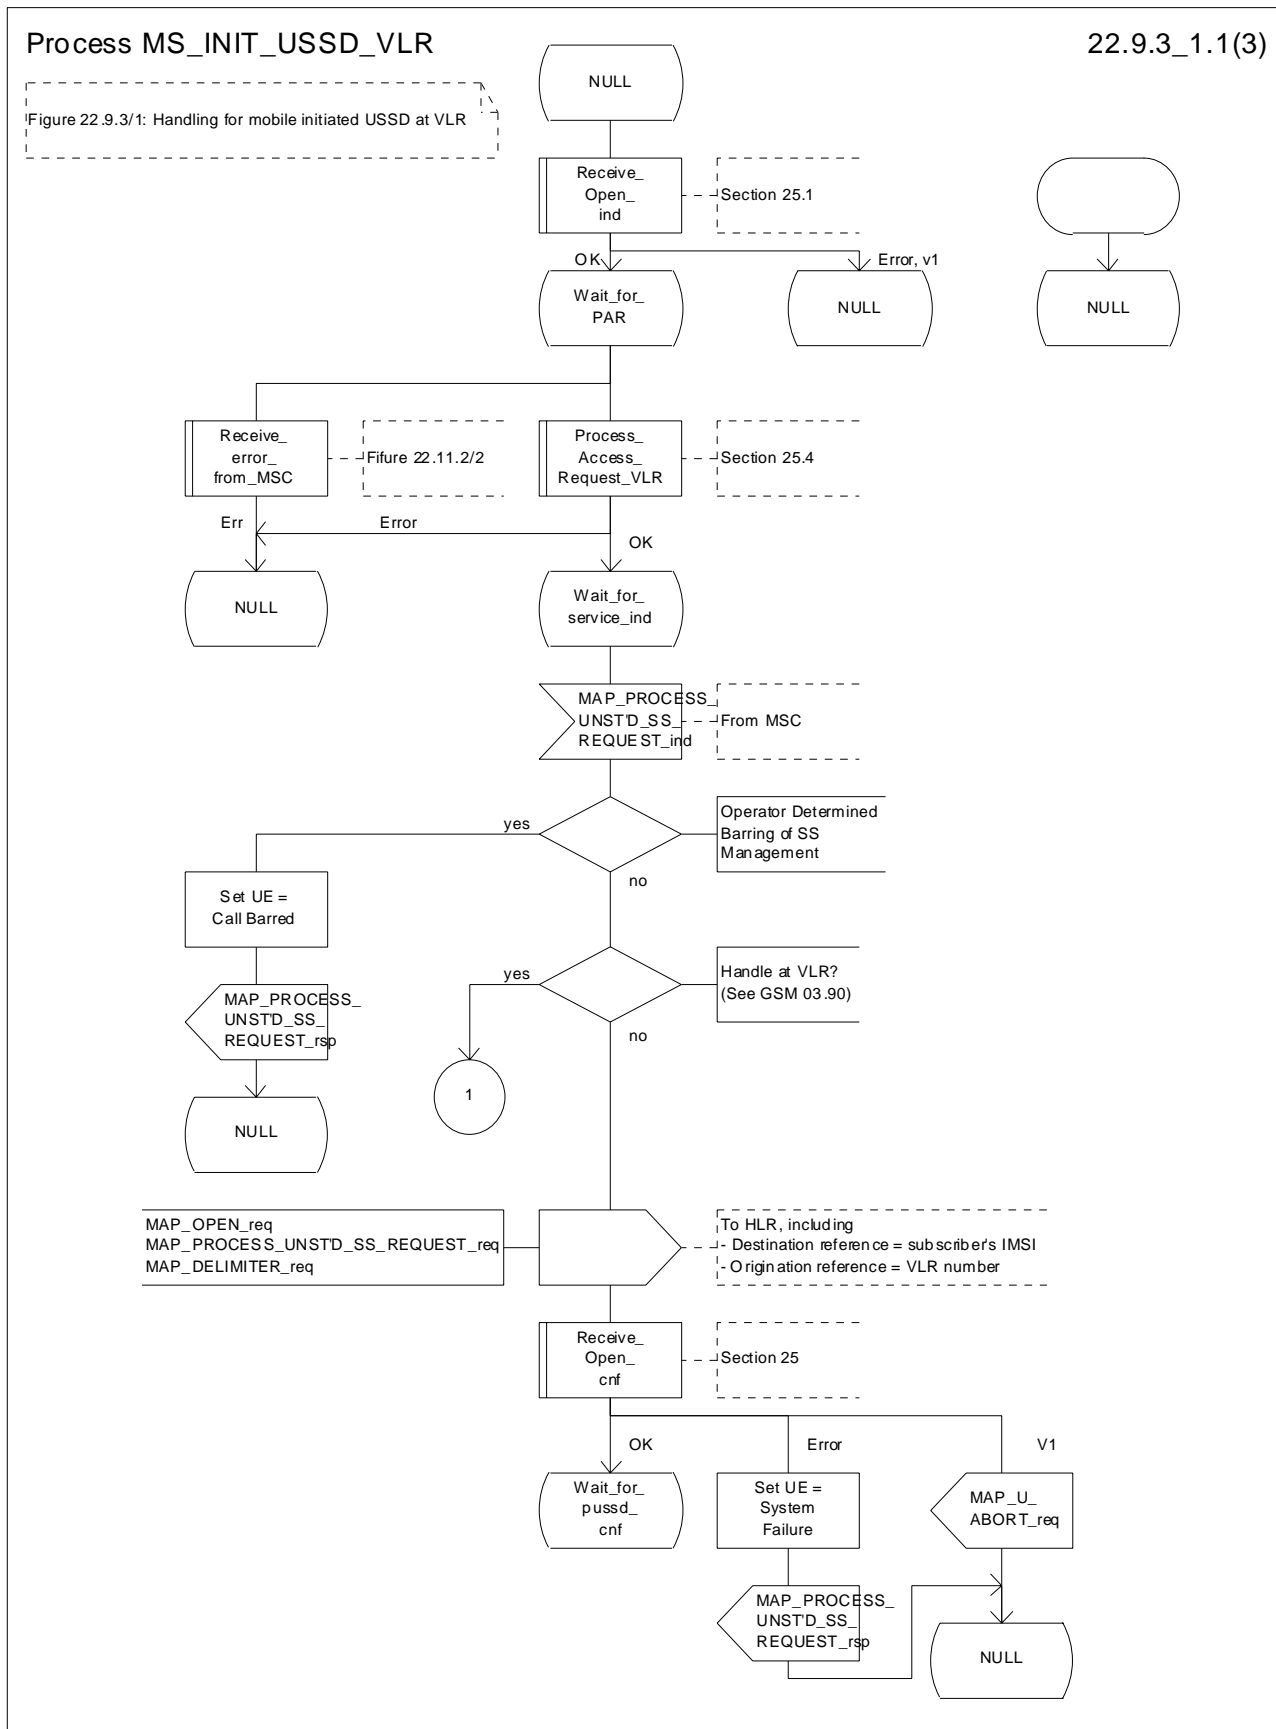 Process MS_INIT_USSD_VLR
22.9.3_1.1(3)
Figure 22.9.3/1: Handling for mobile initiated USSD at VLR
NULL
Receive_
Open_
ind
Section 25.1
OK
Error, v1
Wait_for_
PAR
NULL
NULL
Receive_
error_
from_MSC
Fifure 22.11.2/2
Process_
Access_
Request_VLR
Section 25.4
Err
Error
OK
NULL
Wait_for_
service_ind
MAP_PROCESS_
UNST'D_SS_
REQUEST_ind
From MSC
yes
Operator Determined
Barring of SS
Management
no
Set UE =
Call Barred
yes
Handle at VLR?
(See GSM 03.90)
MAP_PROCESS_
UNST'D_SS_
REQUEST_rsp
no
1
NULL
MAP_OPEN_req
MAP_PROCESS_UNST'D_SS_REQUEST_req
MAP_DELIMITER_req
To HLR, including
- Destination reference = subscriber's IMSI
- Origination reference = VLR number
Receive_
Open_
cnf
Section 25
OK
Error
V1
Wait_for_
pussd_
cnf
Set UE =
System
Failure
MAP_U_
ABORT_req
MAP_PROCESS_
UNST'D_SS_
REQUEST_rsp
NULL